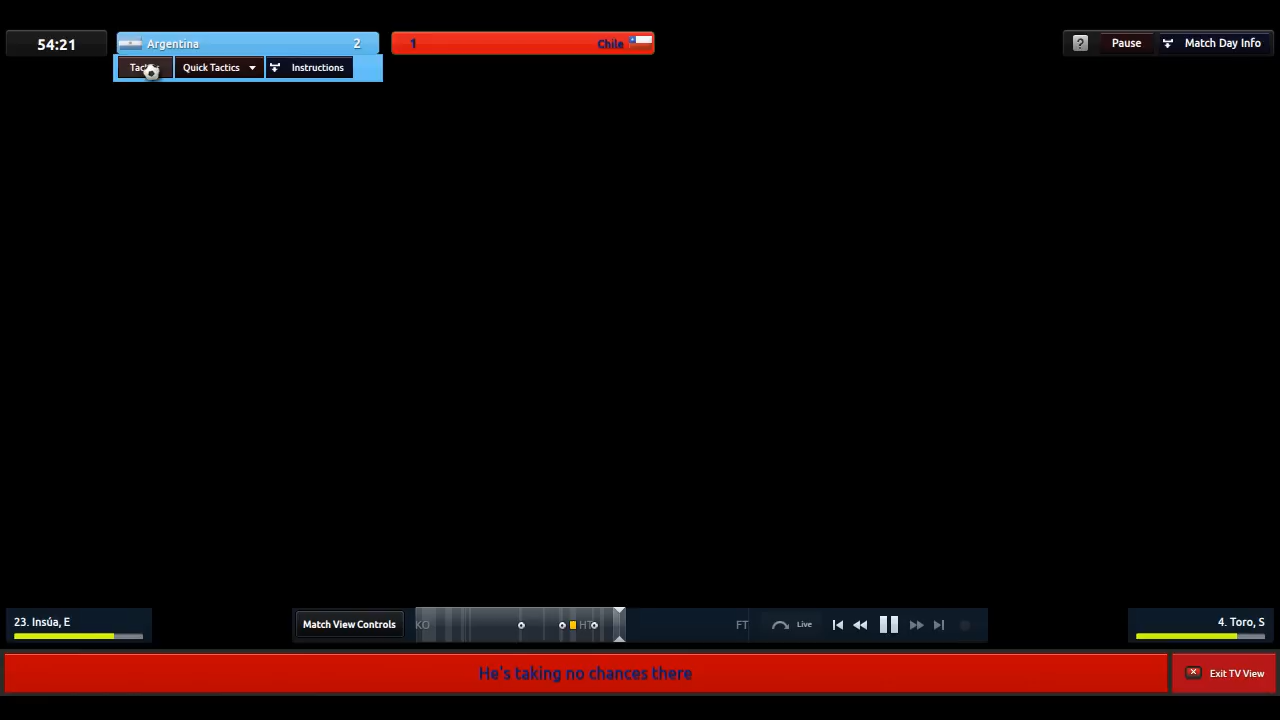 54:21
Argentina 2
1 Chile
? Pause Match Day Info
Quick Tactics Instructions
23. Insúa, E
Match View Controls
KO
HT
FT
Live
4. Toro, S
He's taking no chances there
Exit TV View